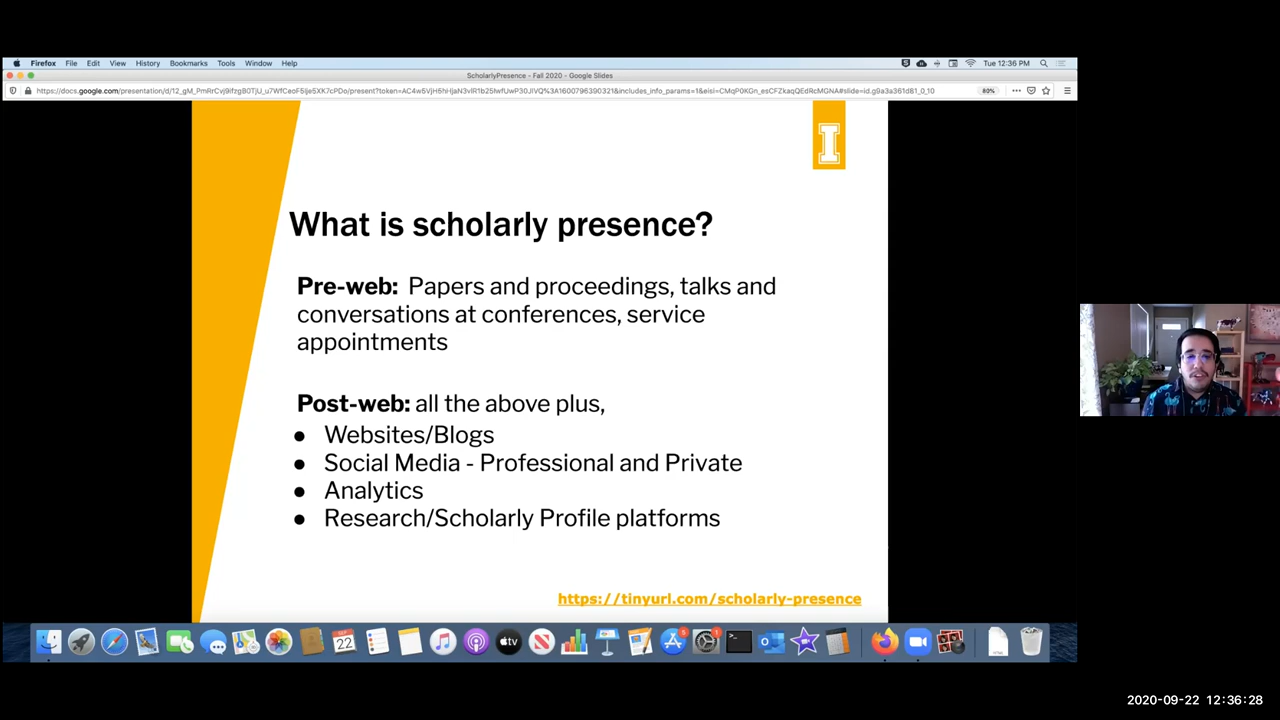 Firefox File Edit View History Bookmarks Tools Window Help Tue 12:36 PM
ScholarlyPresence - Fall 2020 - Google Slides
80%
I
What is scholarly presence?
Pre-web: Papers and proceedings, talks and
conversations at conferences, service
appointments
Post-web: all the above plus,
● Websites/Blogs
● Social Media - Professional and Private
● Analytics
● Research/Scholarly Profile platforms
https://tinyurl.com/scholarly-presence
22
tv
2020-09-22 12:36:28